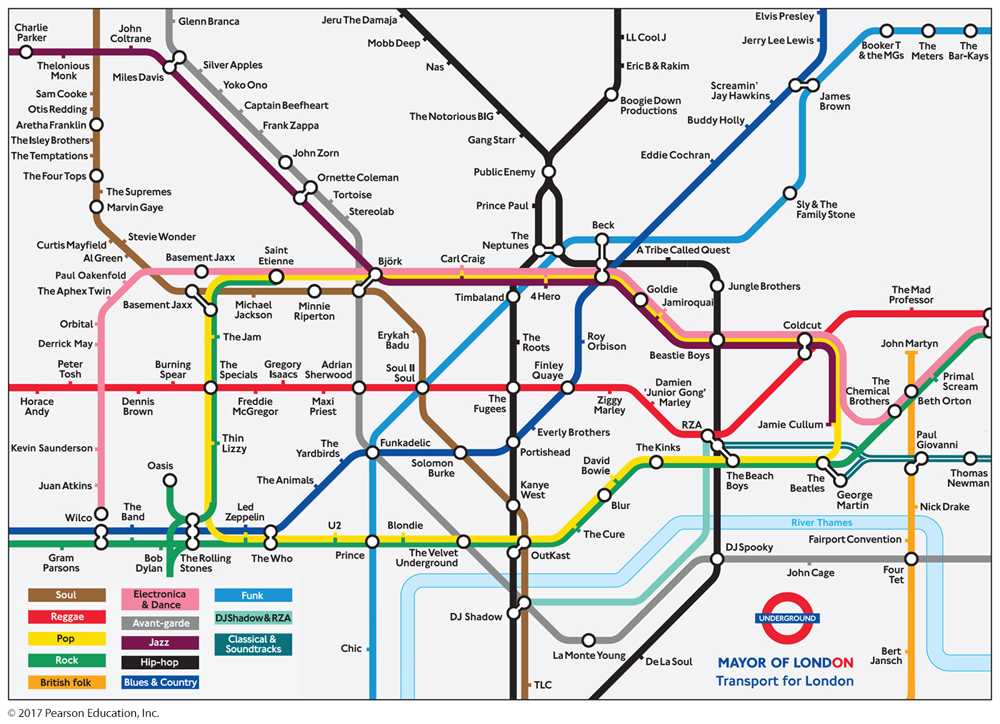 Charlie
Parker
John
Coltrane
Thelonious
Monk
Miles Davis
Glenn Branca
Silver Apples
Yoko Ono
Captain Beefheart
Frank Zappa
John Zorn
Ornette Coleman
Tortoise
Stereolab
Jeru The Damaja
Mobb Deep
Nas
The Notorious BIG
Gang Starr
LL Cool J
Eric B & Rakim
Boogie Down
Productions
Public Enemy
Prince Paul
The
Neptunes
Elvis Presley
Jerry Lee Lewis
Screamin'
Jay Hawkins
Buddy Holly
Eddie Cochran
Booker T
& the MGs
The
Meters
The
Bar-Kays
James
Brown
Sly & The
Family Stone
Sam Cooke
Otis Redding
Aretha Franklin
The Isley Brothers
The Temptations
The Four Tops
The Supremes
Marvin Gaye
Stevie Wonder
Curtis Mayfield
Al Green
Basement Jaxx
Saint
Etienne
Björk
Carl Craig
Beck
A Tribe Called Quest
Paul Oakenfold
The Aphex Twin
Basement Jaxx
Michael
Jackson
Minnie
Riperton
Timbaland
4 Hero
Goldie
Jamiroquai
Jungle Brothers
The Mad
Professor
Orbital
Derrick May
The Jam
Erykah
Badu
The
Roots
Roy
Orbison
Beastie Boys
Coldcut
John Martyn
Peter
Tosh
Burning
Spear
The
Specials
Gregory
Isaacs
Adrian
Sherwood
Soul II
Soul
Finley
Quaye
Damien
'Junior Gong'
Marley
The
Chemical
Brothers
Primal
Scream
Beth Orton
Horace
Andy
Dennis
Brown
Freddie
McGregor
Maxi
Priest
The
Fugees
Ziggy
Marley
RZA
Jamie Cullum
Kevin Saunderson
Thin
Lizzy
The
Yardbirds
Funkadelic
Everly Brothers
Portishead
The Kinks
Paul
Giovanni
Oasis
The Animals
Solomon
Burke
David
Bowie
The Beach
Boys
The
Beatles
George
Martin
Thomas
Newman
Juan Atkins
Kanye
West
Blur
Nick Drake
Wilco
The
Band
Led
Zeppelin
U2
Blondie
The Cure
River Thames
Fairport Convention
Gram
Parsons
Bob
Dylan
The Rolling
Stones
The Who
Prince
The Velvet
Underground
OutKast
DJ Spooky
John Cage
Four
Tet
DJ Shadow
La Monte Young
De La Soul
Chic
TLC
Bert
Jansch
Soul
Reggae
Pop
Rock
British folk
Electronica
& Dance
Avant-garde
Jazz
Hip-hop
Blues & Country
Funk
DJ Shadow & RZA
Classical &
Soundtracks
UNDERGROUND
MAYOR OF LONDON
Transport for London
© 2017 Pearson Education, Inc.